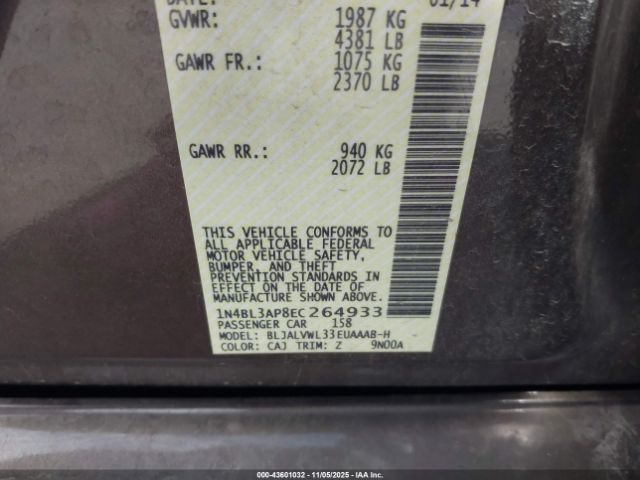 DATE: 01/14
GVWR: 1987 KG
4381 LB
GAWR FR.: 1075 KG
2370 LB
GAWR RR.: 940 KG
2072 LB
THIS VEHICLE CONFORMS TO
ALL APPLICABLE FEDERAL
MOTOR VEHICLE SAFETY,
BUMPER, AND THEFT
PREVENTION STANDARDS IN
EFFECT ON THE DATE OF
MANUFACTURE SHOWN ABOVE.
1N4BL3AP8EC264933
PASSENGER CAR 158
MODEL: BLJALVWL33EUAAAB-H
COLOR: CAJ TRIM: Z 9N00A
000-43601032 - 11/05/2025 - IAA Inc.